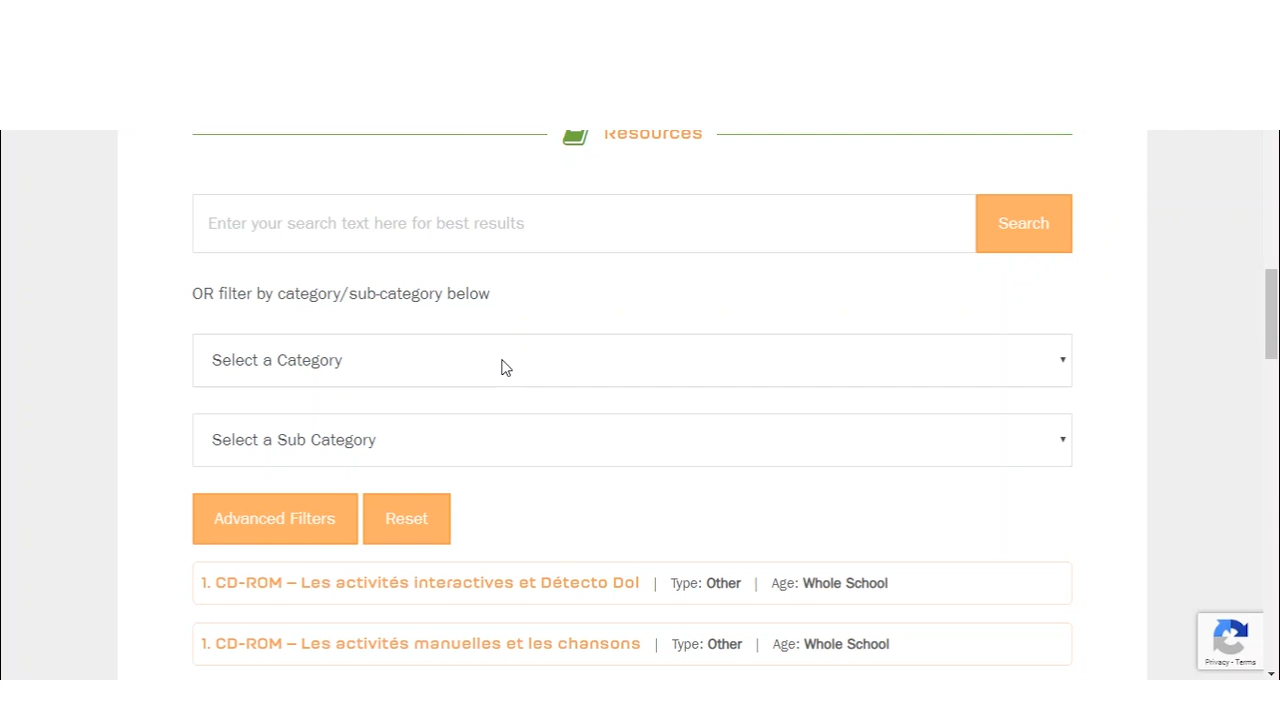 Resources
Enter your search text here for best results
Search
OR filter by category/sub-category below
Select a Category
Select a Sub Category
Advanced Filters
Reset
1. CD-ROM – Les activités interactives et Détecto Dol | Type: Other | Age: Whole School
1. CD-ROM – Les activités manuelles et les chansons | Type: Other | Age: Whole School
Privacy - Terms